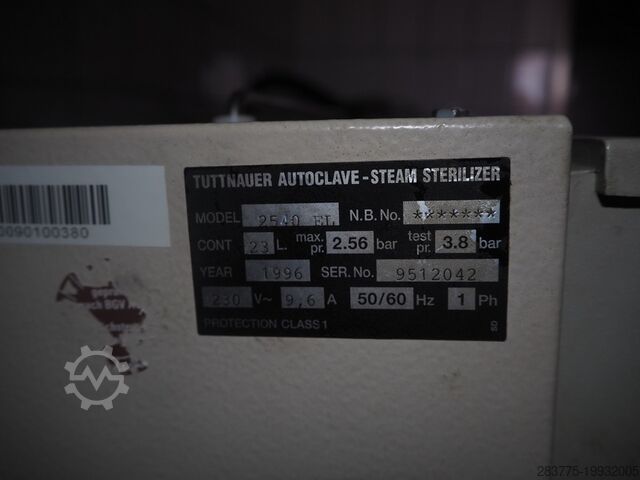 TUTTNAUER AUTOCLAVE-STEAM STERILIZER
MODEL 2540 EL N.B. No. *******
CONT 23 L. max. pr. 2.56 bar test pr. 3.8 bar
YEAR 1996 SER. No. 9512042
230 V~ 9,6 A 50/60 Hz 1 Ph
PROTECTION CLASS 1
SD
0090100380
283775-19932005